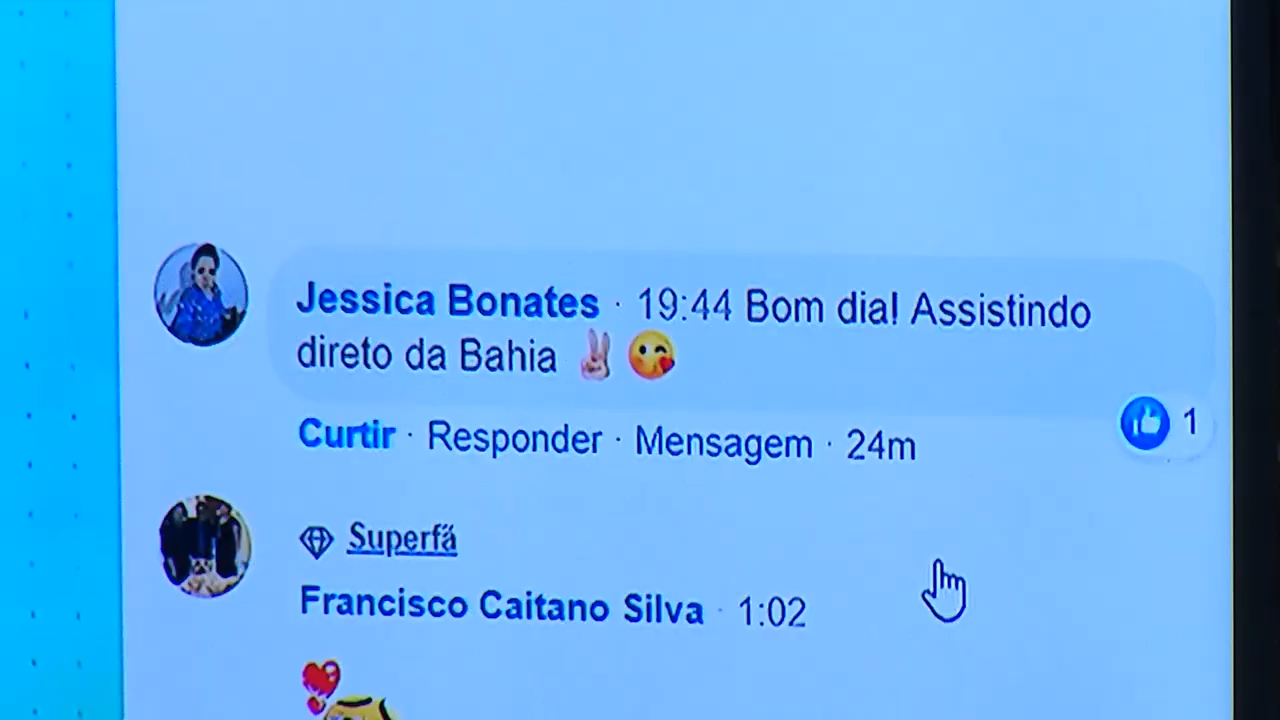 Jessica Bonates · 19:44 Bom dia! Assistindo
direto da Bahia ✌️ 😘
Curtir · Responder · Mensagem · 24m
1
Superfã
Francisco Caitano Silva · 1:02